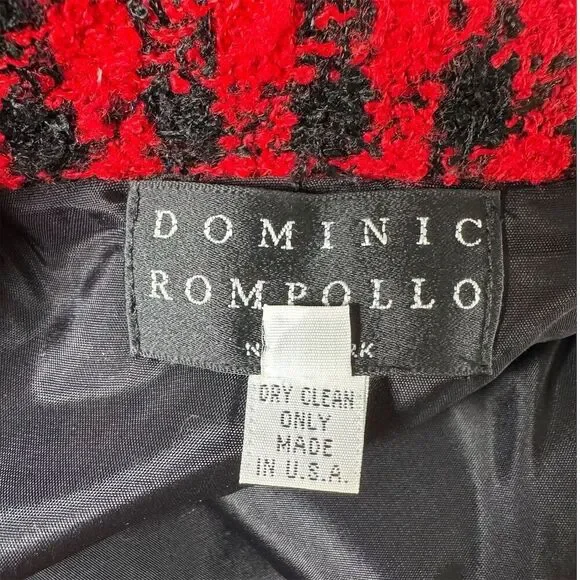 DOMINIC
ROMPOLLO
DRY CLEAN
ONLY
MADE
IN U.S.A.